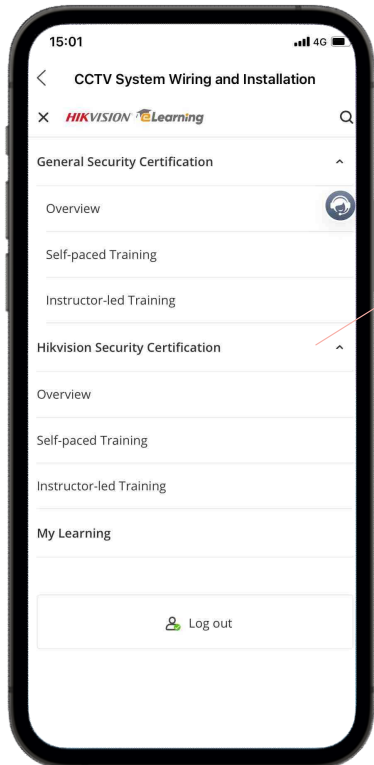 15:01
4G
CCTV System Wiring and Installation
HIKVISION eLearning
General Security Certification
Overview
Self-paced Training
Instructor-led Training
Hikvision Security Certification
Overview
Self-paced Training
Instructor-led Training
My Learning
Log out